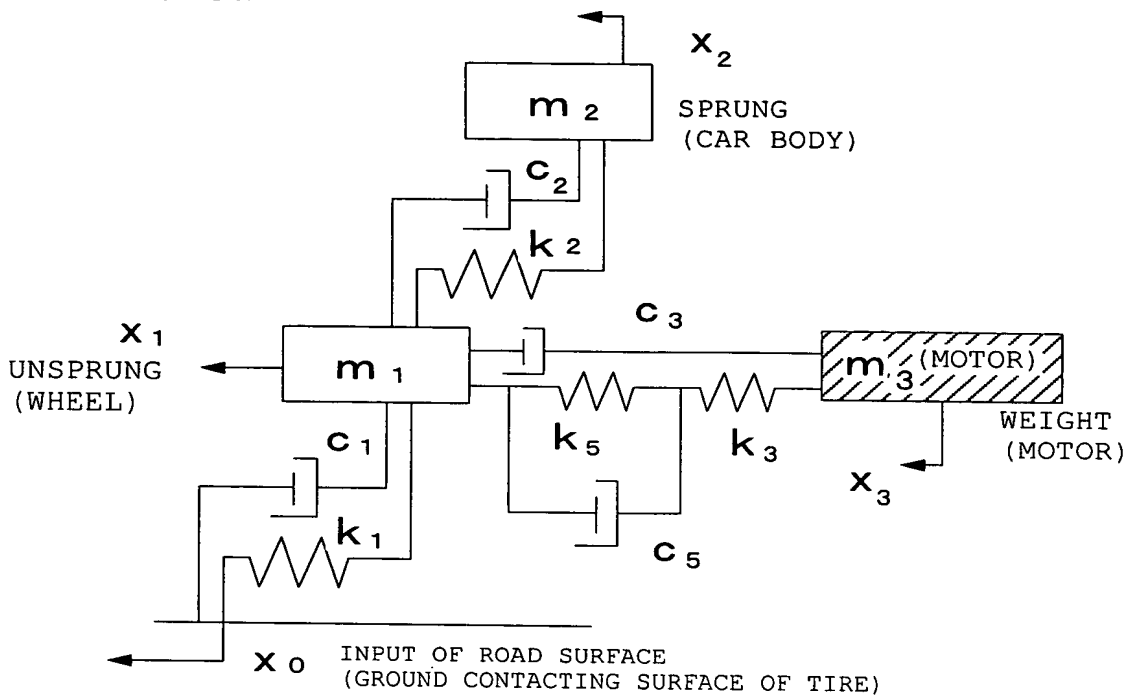 x2
m2
SPRUNG
(CAR BODY)
c2
k2
c3
x1
UNSPRUNG
(WHEEL)
m1
m3 (MOTOR)
k5
k3
WEIGHT
(MOTOR)
c1
x3
k1
c5
x0
INPUT OF ROAD SURFACE
(GROUND CONTACTING SURFACE OF TIRE)